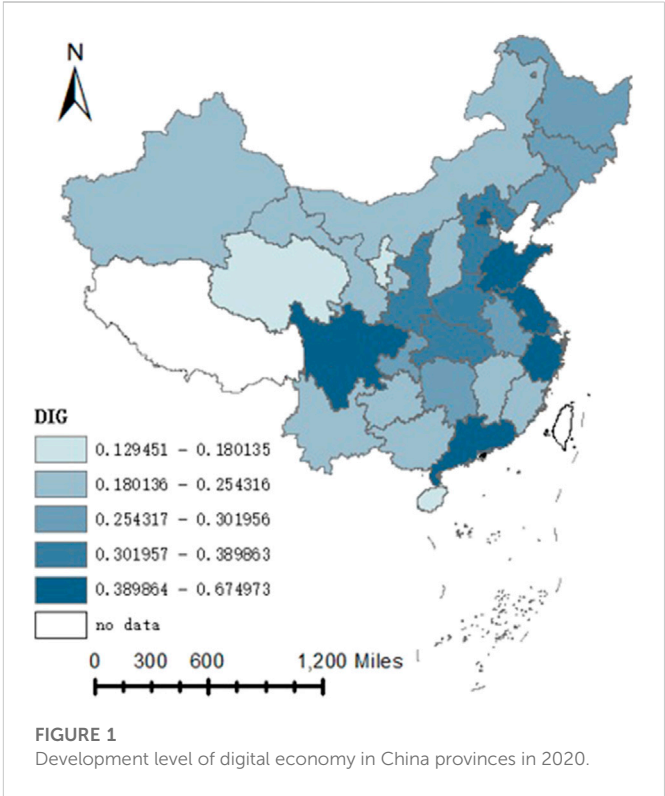 N
DIG
0.129451 – 0.180135
0.180136 – 0.254316
0.254317 – 0.301956
0.301957 – 0.389863
0.389864 – 0.674973
no data
0 300 600 1,200 Miles
FIGURE 1
Development level of digital economy in China provinces in 2020.